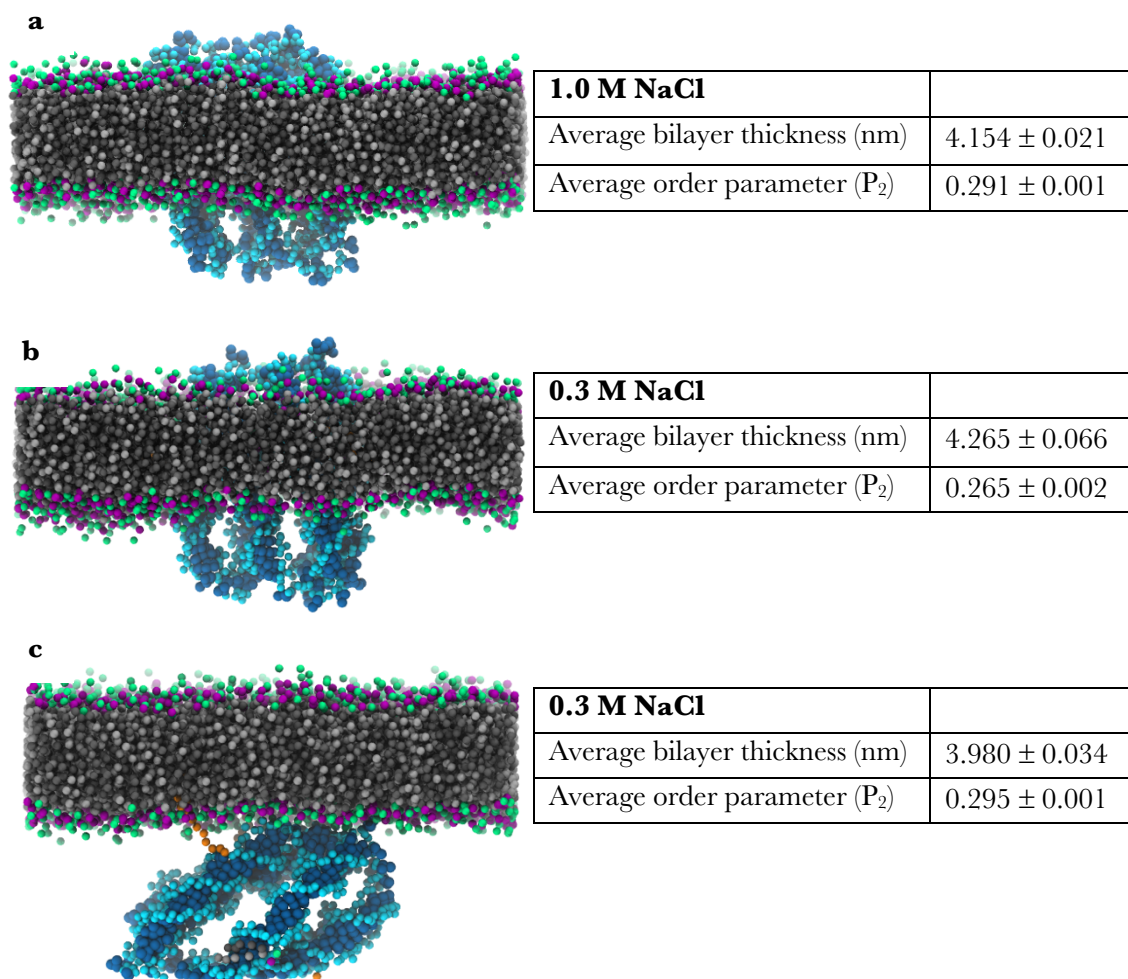 a
1.0 M NaCl
Average bilayer thickness (nm) 4.154 ± 0.021
Average order parameter (P₂) 0.291 ± 0.001
b
0.3 M NaCl
Average bilayer thickness (nm) 4.265 ± 0.066
Average order parameter (P₂) 0.265 ± 0.002
c
0.3 M NaCl
Average bilayer thickness (nm) 3.980 ± 0.034
Average order parameter (P₂) 0.295 ± 0.001